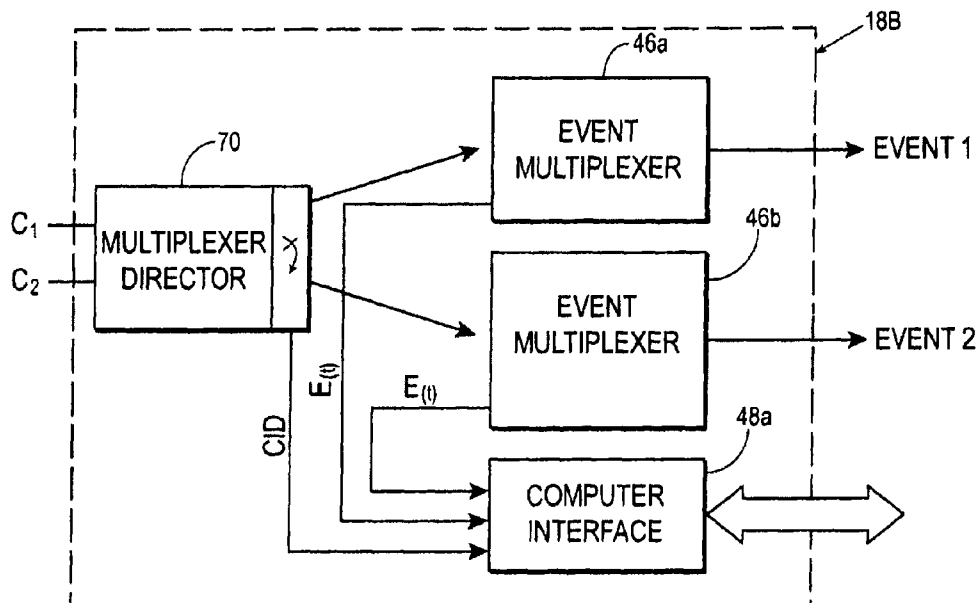 18B
46a
EVENT
MULTIPLEXER
EVENT 1
70
C₁
C₂
MULTIPLEXER
DIRECTOR
X
46b
EVENT
MULTIPLEXER
EVENT 2
E(t)
E(t)
CID
48a
COMPUTER
INTERFACE